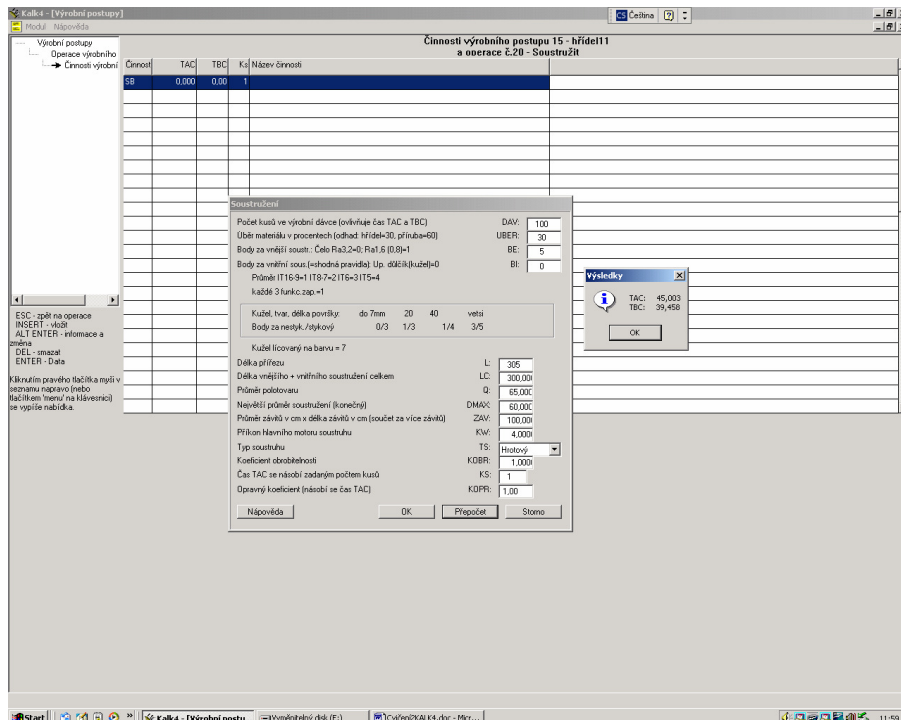 Kalk4 - [Výrobní postupy]
CS Čeština
Modul Nápověda
Výrobní postupy
Operace výrobního
Činnosti výrobní
Činnosti výrobního postupu 15 - hřídel11
a operace č.20 - Soustružit
Činnost TAC TBC Ks Název činnosti
SB 0,000 0,00 1
ESC - zpět na operace
INSERT - vložit
ALT ENTER - informace a
změna
DEL - smazat
ENTER - Data
Kliknutím pravého tlačítka myši v
seznamu napravo (nebo
tlačítkem 'menu' na klávesnici)
se vypíše nabídka.
Soustružení
Počet kusů ve výrobní dávce (ovlivňuje čas TAC a TBC) DAV: 100
Úběr materiálu v procentech (odhad: hřídel=30, příruba=60) UBER: 30
Body za vnější soustr.: Čelo Ra3,2=0; Ra1,6 (0,8)=1 BE: 5
Body za vnitřní sous.(=shodná pravidla): Up. důlčík(kužel)=0 BI: 0
Průměr IT16-9=1 IT8-7=2 IT6=3 IT5=4
každé 3 funkc.zap.=1
Kužel, tvar, délka površky: do 7mm 20 40 vetsi
Body za nestyk./stykový 0/3 1/3 1/4 3/5
Kužel lícovaný na barvu = 7
Délka přířezu L: 305
Délka vnějšího + vnitřního soustružení celkem LC: 300,000
Průměr polotovaru Q: 65,000
Největší průměr soustružení (konečný) DMAX: 60,000
Průměr závitů v cm x délka závitů v cm (součet za více závitů) ZAV: 100,000
Příkon hlavního motoru soustruhu KW: 4,0000
Typ soustruhu TS: Hrotový
Koeficient obrobitelnosti KOBR: 1,0000
Čas TAC se násobí zadaným počtem kusů KS: 1
Opravný koeficient (násobí se čas TAC) KOPR: 1,00
Nápověda OK Přepočet Storno
Výsledky
TAC: 45,003
TBC: 39,458
OK
Start Kalk4 - [Výrobní postu... Vyměnitelný disk (F:) Cvičení2KALK4.doc - Micr... 11:59